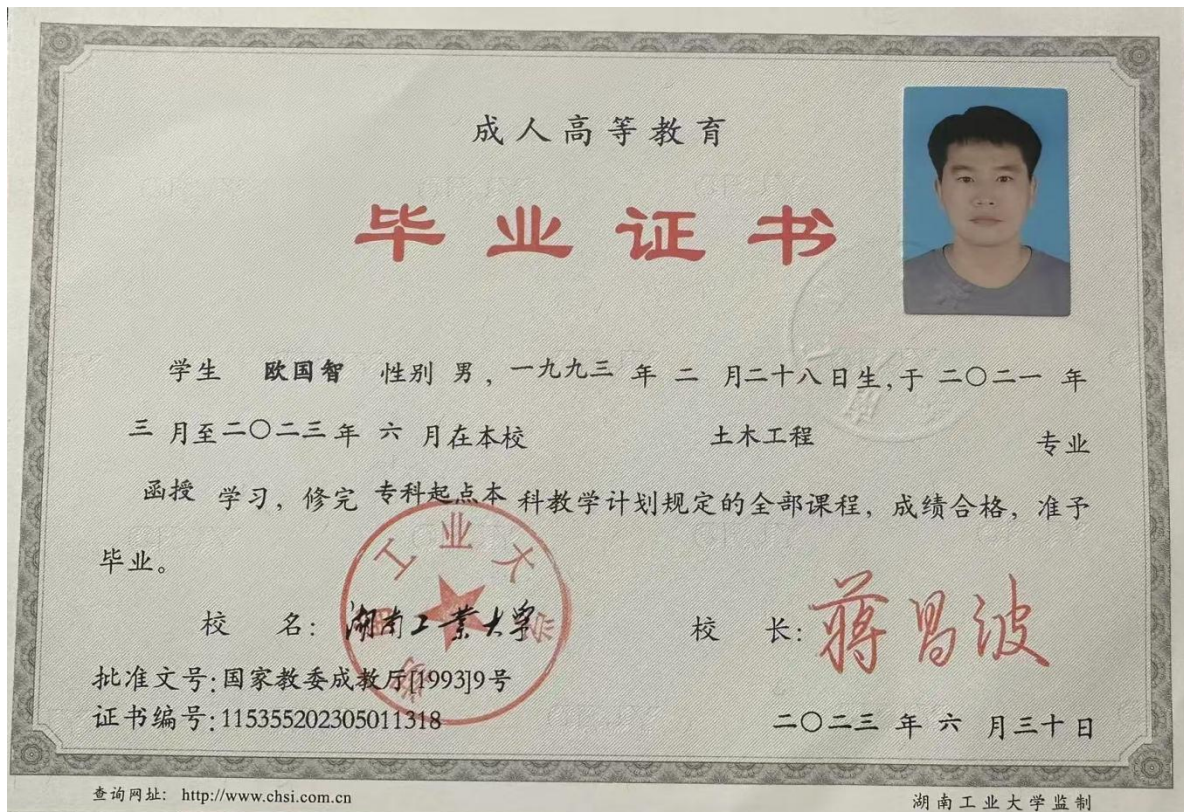 成人高等教育
毕业证书
学生 欧国智 性别 男，一九九三 年 二 月二十八日生，于 二〇二一 年
三 月至二〇二三年 六 月在本校 土木工程 专业
函授 学习，修完 专科起点本 科教学计划规定的全部课程，成绩合格，准予
毕业。
校 名：湖南工业大学
湖南工业大学
校 长：蒋昌波
批准文号：国家教委成教厅[1993]9号
证书编号：115355202305011318
二〇二三 年 六 月三十日
查询网址： http://www.chsi.com.cn
湖南工业大学监制